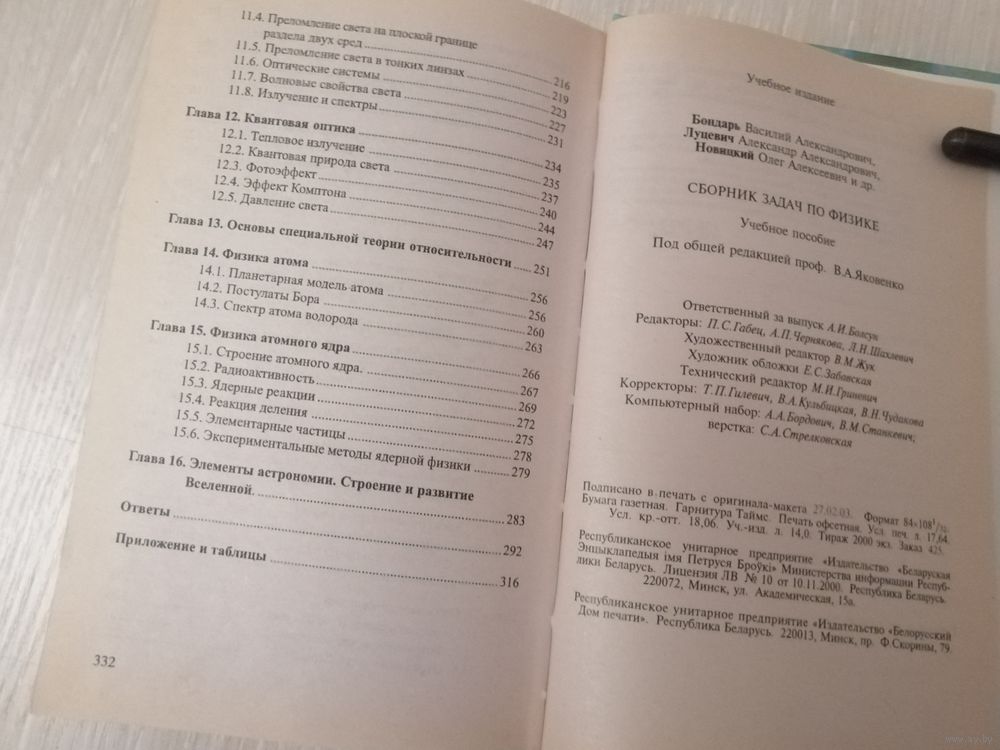 11.4. Преломление света на плоской границе
раздела двух сред ........ 216
11.5. Преломление света в тонких линзах ........ 219
11.6. Оптические системы ........ 223
11.7. Волновые свойства света ........ 227
11.8. Излучение и спектры ........ 231
Глава 12. Квантовая оптика ........ 234
12.1. Тепловое излучение ........ 235
12.2. Квантовая природа света ........ 237
12.3. Фотоэффект ........ 240
12.4. Эффект Комптона ........ 244
12.5. Давление света ........ 247
Глава 13. Основы специальной теории относительности ..... 251
Глава 14. Физика атома ........ 256
14.1. Планетарная модель атома ........ 256
14.2. Постулаты Бора ........ 260
14.3. Спектр атома водорода ........ 263
Глава 15. Физика атомного ядра ........ 266
15.1. Строение атомного ядра. ........ 267
15.2. Радиоактивность ........ 269
15.3. Ядерные реакции ........ 272
15.4. Реакция деления ........ 275
15.5. Элементарные частицы ........ 278
15.6. Экспериментальные методы ядерной физики ........ 279
Глава 16. Элементы астрономии. Строение и развитие
Вселенной. ........ 283
Ответы ........ 292
Приложение и таблицы ........ 316
332
Учебное издание
Бондарь Василий Александрович,
Луцевич Александр Александрович,
Новицкий Олег Алексеевич и др.
СБОРНИК ЗАДАЧ ПО ФИЗИКЕ
Учебное пособие
Под общей редакцией проф. В.А.Яковенко
Ответственный за выпуск А.И.Болсун
Редакторы: П.С.Габец, А.П.Чернякова, Л.Н.Шахлевич
Художественный редактор В.М.Жук
Художник обложки Е.С.Забавская
Технический редактор М.И.Гриневич
Корректоры: Т.П.Гилевич, В.А.Кульбицкая, В.Н.Чудакова
Компьютерный набор: А.А.Бордович, В.М.Станкевич;
верстка: С.А.Стрелковская
Подписано в печать с оригинала-макета 27.02.03. Формат 84×108¹/₃₂.
Бумага газетная. Гарнитура Таймс. Печать офсетная. Усл. печ. л. 17,64.
Усл. кр.-отт. 18,06. Уч.-изд. л. 14,0. Тираж 2000 экз. Заказ 425.
Республиканское унитарное предприятие «Издательство «Беларуская
Энцыклапедыя імя Петруся Броўкі» Министерства информации Респуб-
лики Беларусь. Лицензия ЛВ № 10 от 10.11.2000. Республика Беларусь.
220072, Минск, ул. Академическая, 15а.
Республиканское унитарное предприятие «Издательство «Белорусский
Дом печати». Республика Беларусь. 220013, Минск, пр. Ф.Скорины, 79.
www.ay.by